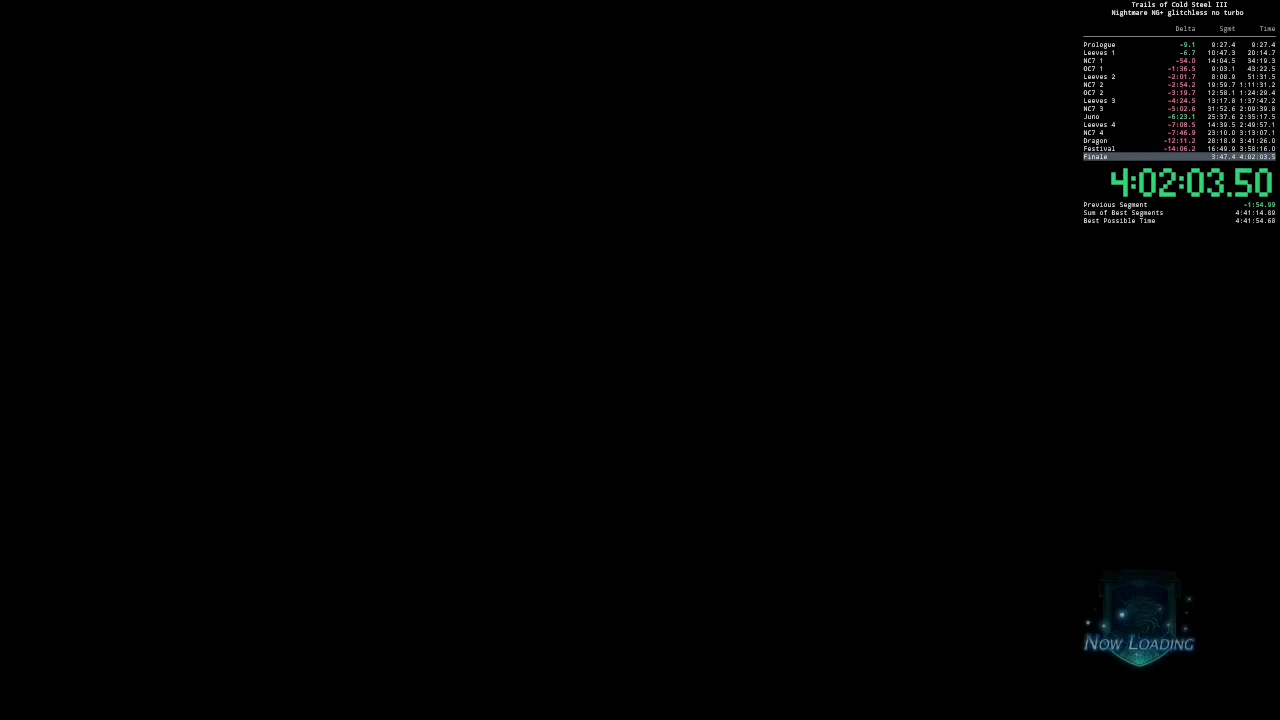 Trails of Cold Steel III
Nightmare NG+ glitchless no turbo
Delta Sgmt Time
Prologue -9.1 9:27.4 9:27.4
Leeves 1 -6.7 10:47.3 20:14.7
NC7 1 -54.0 14:04.5 34:19.3
OC7 1 -1:36.5 9:03.1 43:22.5
Leeves 2 -2:01.7 8:08.9 51:31.5
NC7 2 -2:54.2 19:59.7 1:11:31.2
OC7 2 -3:19.7 12:58.1 1:24:29.4
Leeves 3 -4:24.5 13:17.8 1:37:47.2
NC7 3 -5:02.6 31:52.6 2:09:39.8
Juno -6:23.1 25:37.6 2:35:17.5
Leeves 4 -7:08.5 14:39.5 2:49:57.1
NC7 4 -7:46.9 23:10.0 3:13:07.1
Dragon -12:11.2 28:18.9 3:41:26.0
Festival -14:06.2 16:49.9 3:58:16.0
Finale 3:47.4 4:02:03.5
4:02:03.50
Previous Segment -1:54.99
Sum of Best Segments 4:41:14.89
Best Possible Time 4:41:54.68
NOW LOADING